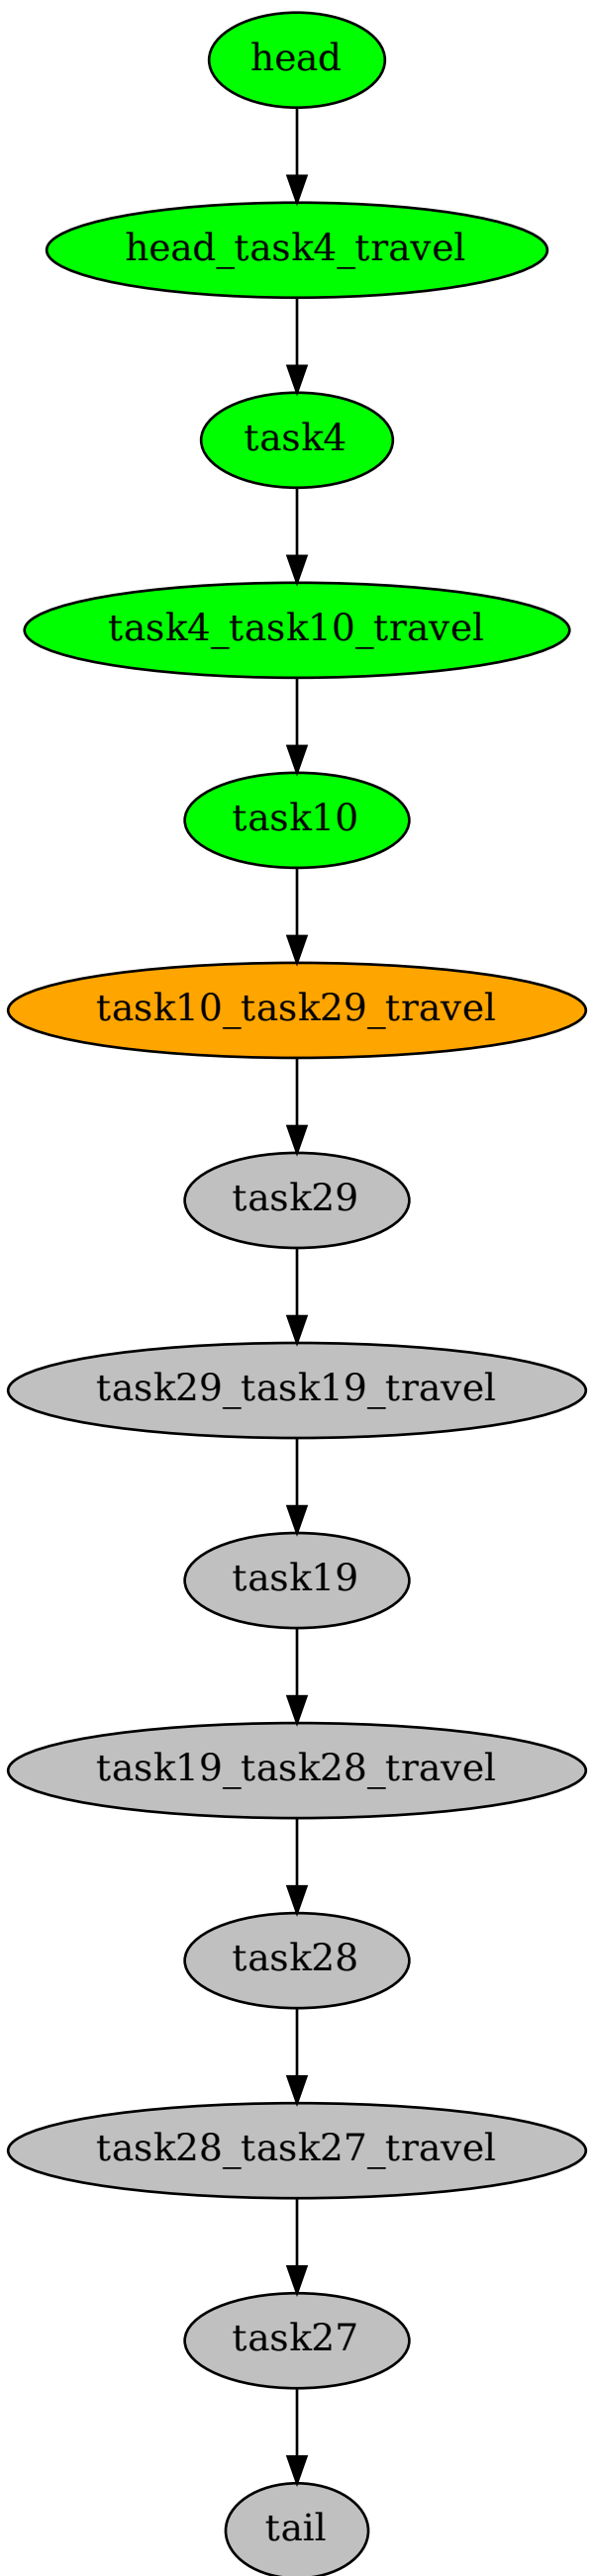 head
head_task4_travel
task4
task4_task10_travel
task10
task10_task29_travel
task29
task29_task19_travel
task19
task19_task28_travel
task28
task28_task27_travel
task27
tail